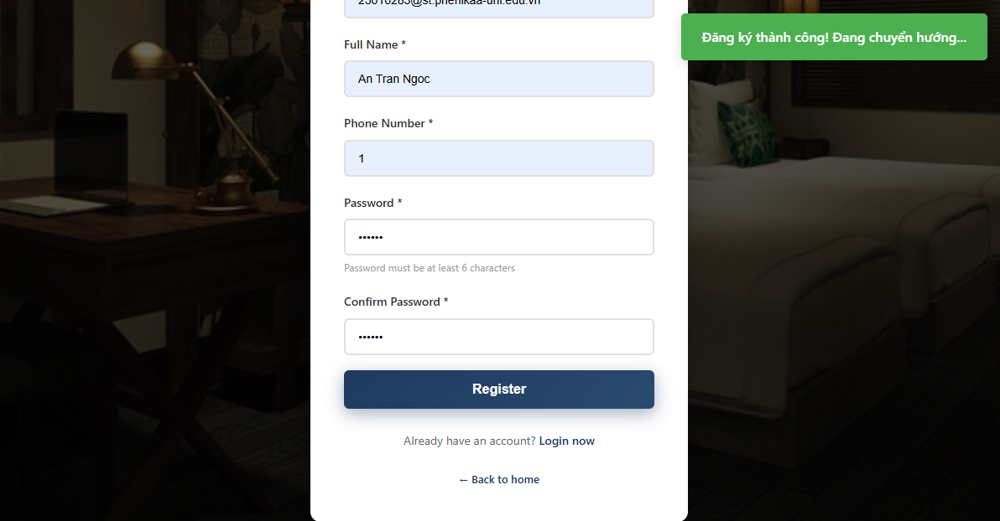 23010283@st.phenikaa-uni.edu.vn
Đăng ký thành công! Đang chuyển hướng...
Full Name *
An Tran Ngoc
Phone Number *
1
Password *
••••••
Password must be at least 6 characters
Confirm Password *
••••••
Register
Already have an account? Login now
← Back to home